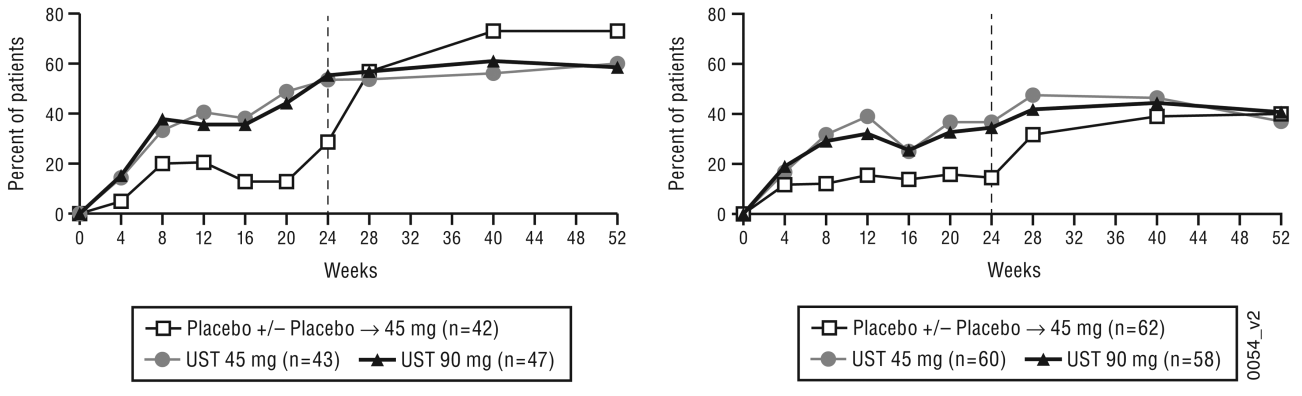 Percent of patients
80
60
40
20
0
0 4 8 12 16 20 24 28 32 36 40 44 48 52
Weeks
Placebo +/– Placebo → 45 mg (n=42)
UST 45 mg (n=43) UST 90 mg (n=47)
Percent of patients
80
60
40
20
0
0 4 8 12 16 20 24 28 32 36 40 44 48 52
Weeks
Placebo +/– Placebo → 45 mg (n=62)
UST 45 mg (n=60) UST 90 mg (n=58)
0054_v2